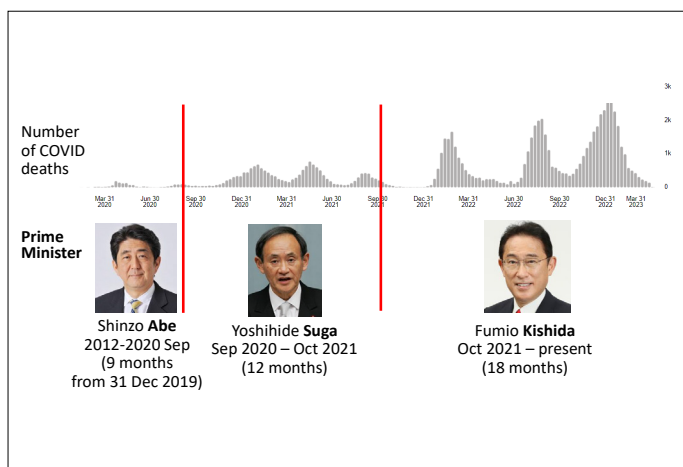 3k
2k
1k
0
Number
of COVID
deaths
Mar 31
2020
Jun 30
2020
Sep 30
2020
Dec 31
2020
Mar 31
2021
Jun 30
2021
Sep 30
2021
Dec 31
2021
Mar 31
2022
Jun 30
2022
Sep 30
2022
Dec 31
2022
Mar 31
2023
Prime
Minister
Shinzo Abe
2012-2020 Sep
(9 months
from 31 Dec 2019)
Yoshihide Suga
Sep 2020 – Oct 2021
(12 months)
Fumio Kishida
Oct 2021 – present
(18 months)